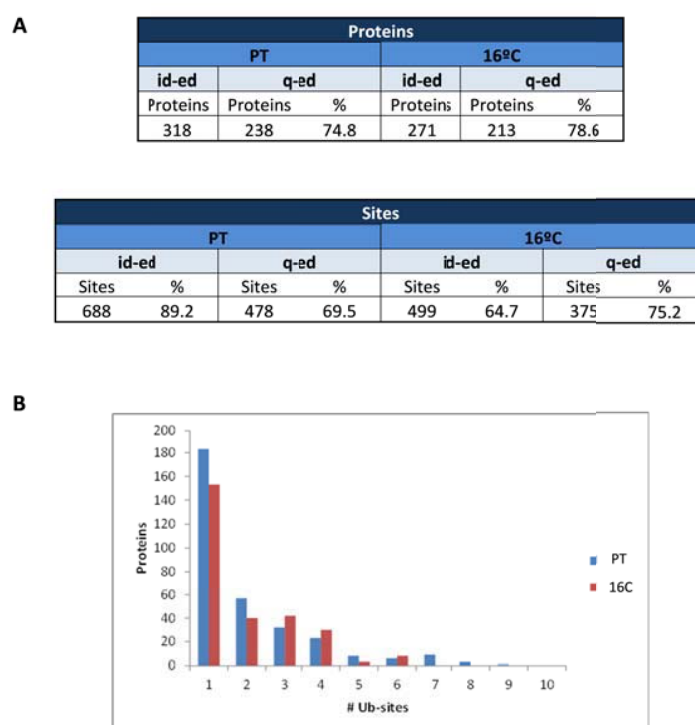 A
Proteins
PT 16ºC
id-ed q-ed id-ed q-ed
Proteins Proteins % Proteins Proteins %
318 238 74.8 271 213 78.6
Sites
PT 16ºC
id-ed q-ed id-ed q-ed
Sites % Sites % Sites % Sites %
688 89.2 478 69.5 499 64.7 375 75.2
B
200
180
160
140
120
100
80
60
40
20
0
Proteins
PT
16C
1 2 3 4 5 6 7 8 9 10
# Ub-sites